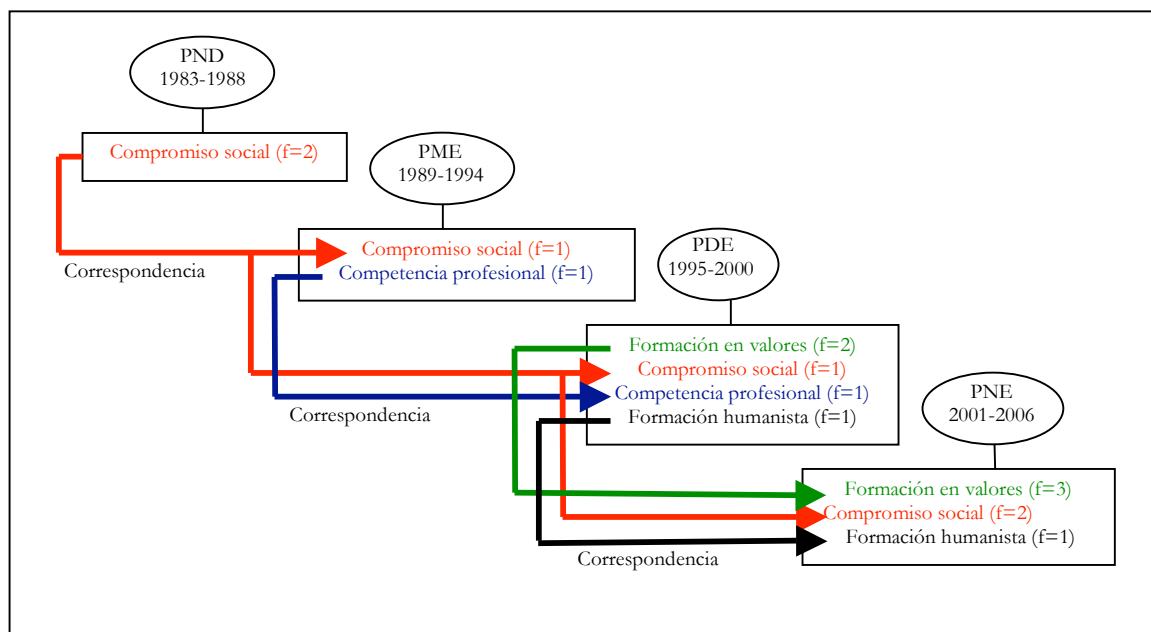 PND
1983-1988
Compromiso social (f=2)
PME
1989-1994
Compromiso social (f=1)
Competencia profesional (f=1)
Correspondencia
PDE
1995-2000
Formación en valores (f=2)
Compromiso social (f=1)
Competencia profesional (f=1)
Formación humanista (f=1)
Correspondencia
PNE
2001-2006
Formación en valores (f=3)
Compromiso social (f=2)
Formación humanista (f=1)
Correspondencia